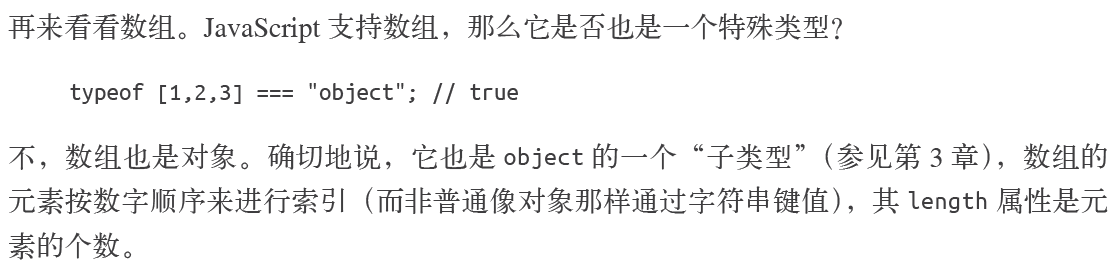 再来看看数组。JavaScript 支持数组，那么它是否也是一个特殊类型？
typeof [1,2,3] === "object"; // true
不，数组也是对象。确切地说，它也是 object 的一个“子类型”（参见第 3 章），数组的
元素按数字顺序来进行索引（而非普通像对象那样通过字符串键值），其 length 属性是元
素的个数。